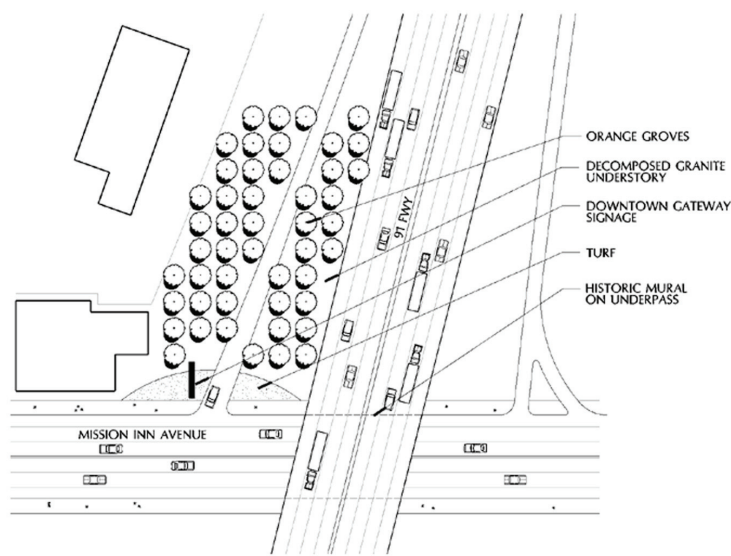 ORANGE GROVES
DECOMPOSED GRANITE
UNDERSTORY
DOWNTOWN GATEWAY
SIGNAGE
TURF
HISTORIC MURAL
ON UNDERPASS
91 FWY
MISSION INN AVENUE